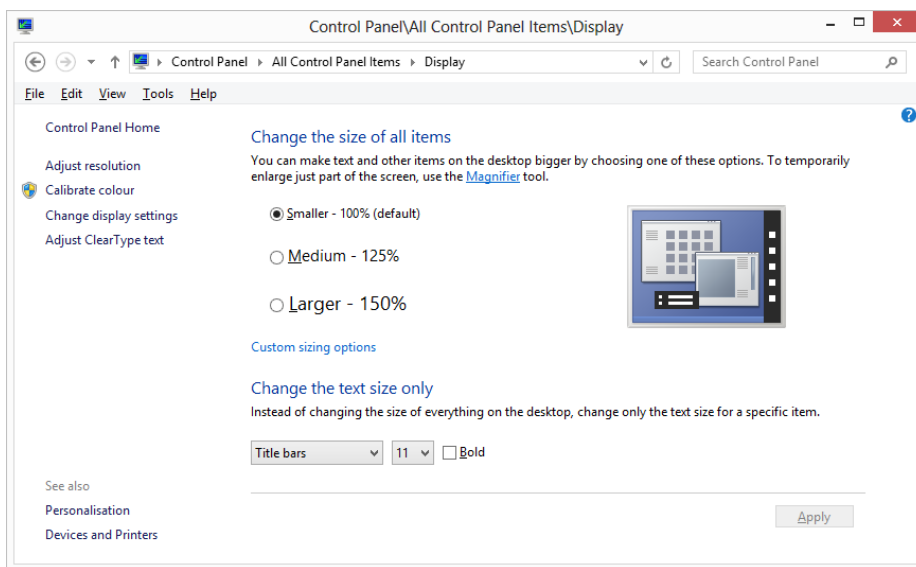 Control Panel\All Control Panel Items\Display
Control Panel All Control Panel Items Display
Search Control Panel
File Edit View Tools Help
Control Panel Home
Adjust resolution
Calibrate colour
Change display settings
Adjust ClearType text
Change the size of all items
You can make text and other items on the desktop bigger by choosing one of these options. To temporarily
enlarge just part of the screen, use the Magnifier tool.
Smaller - 100% (default)
Medium - 125%
Larger - 150%
Custom sizing options
Change the text size only
Instead of changing the size of everything on the desktop, change only the text size for a specific item.
Title bars 11 Bold
Apply
See also
Personalisation
Devices and Printers